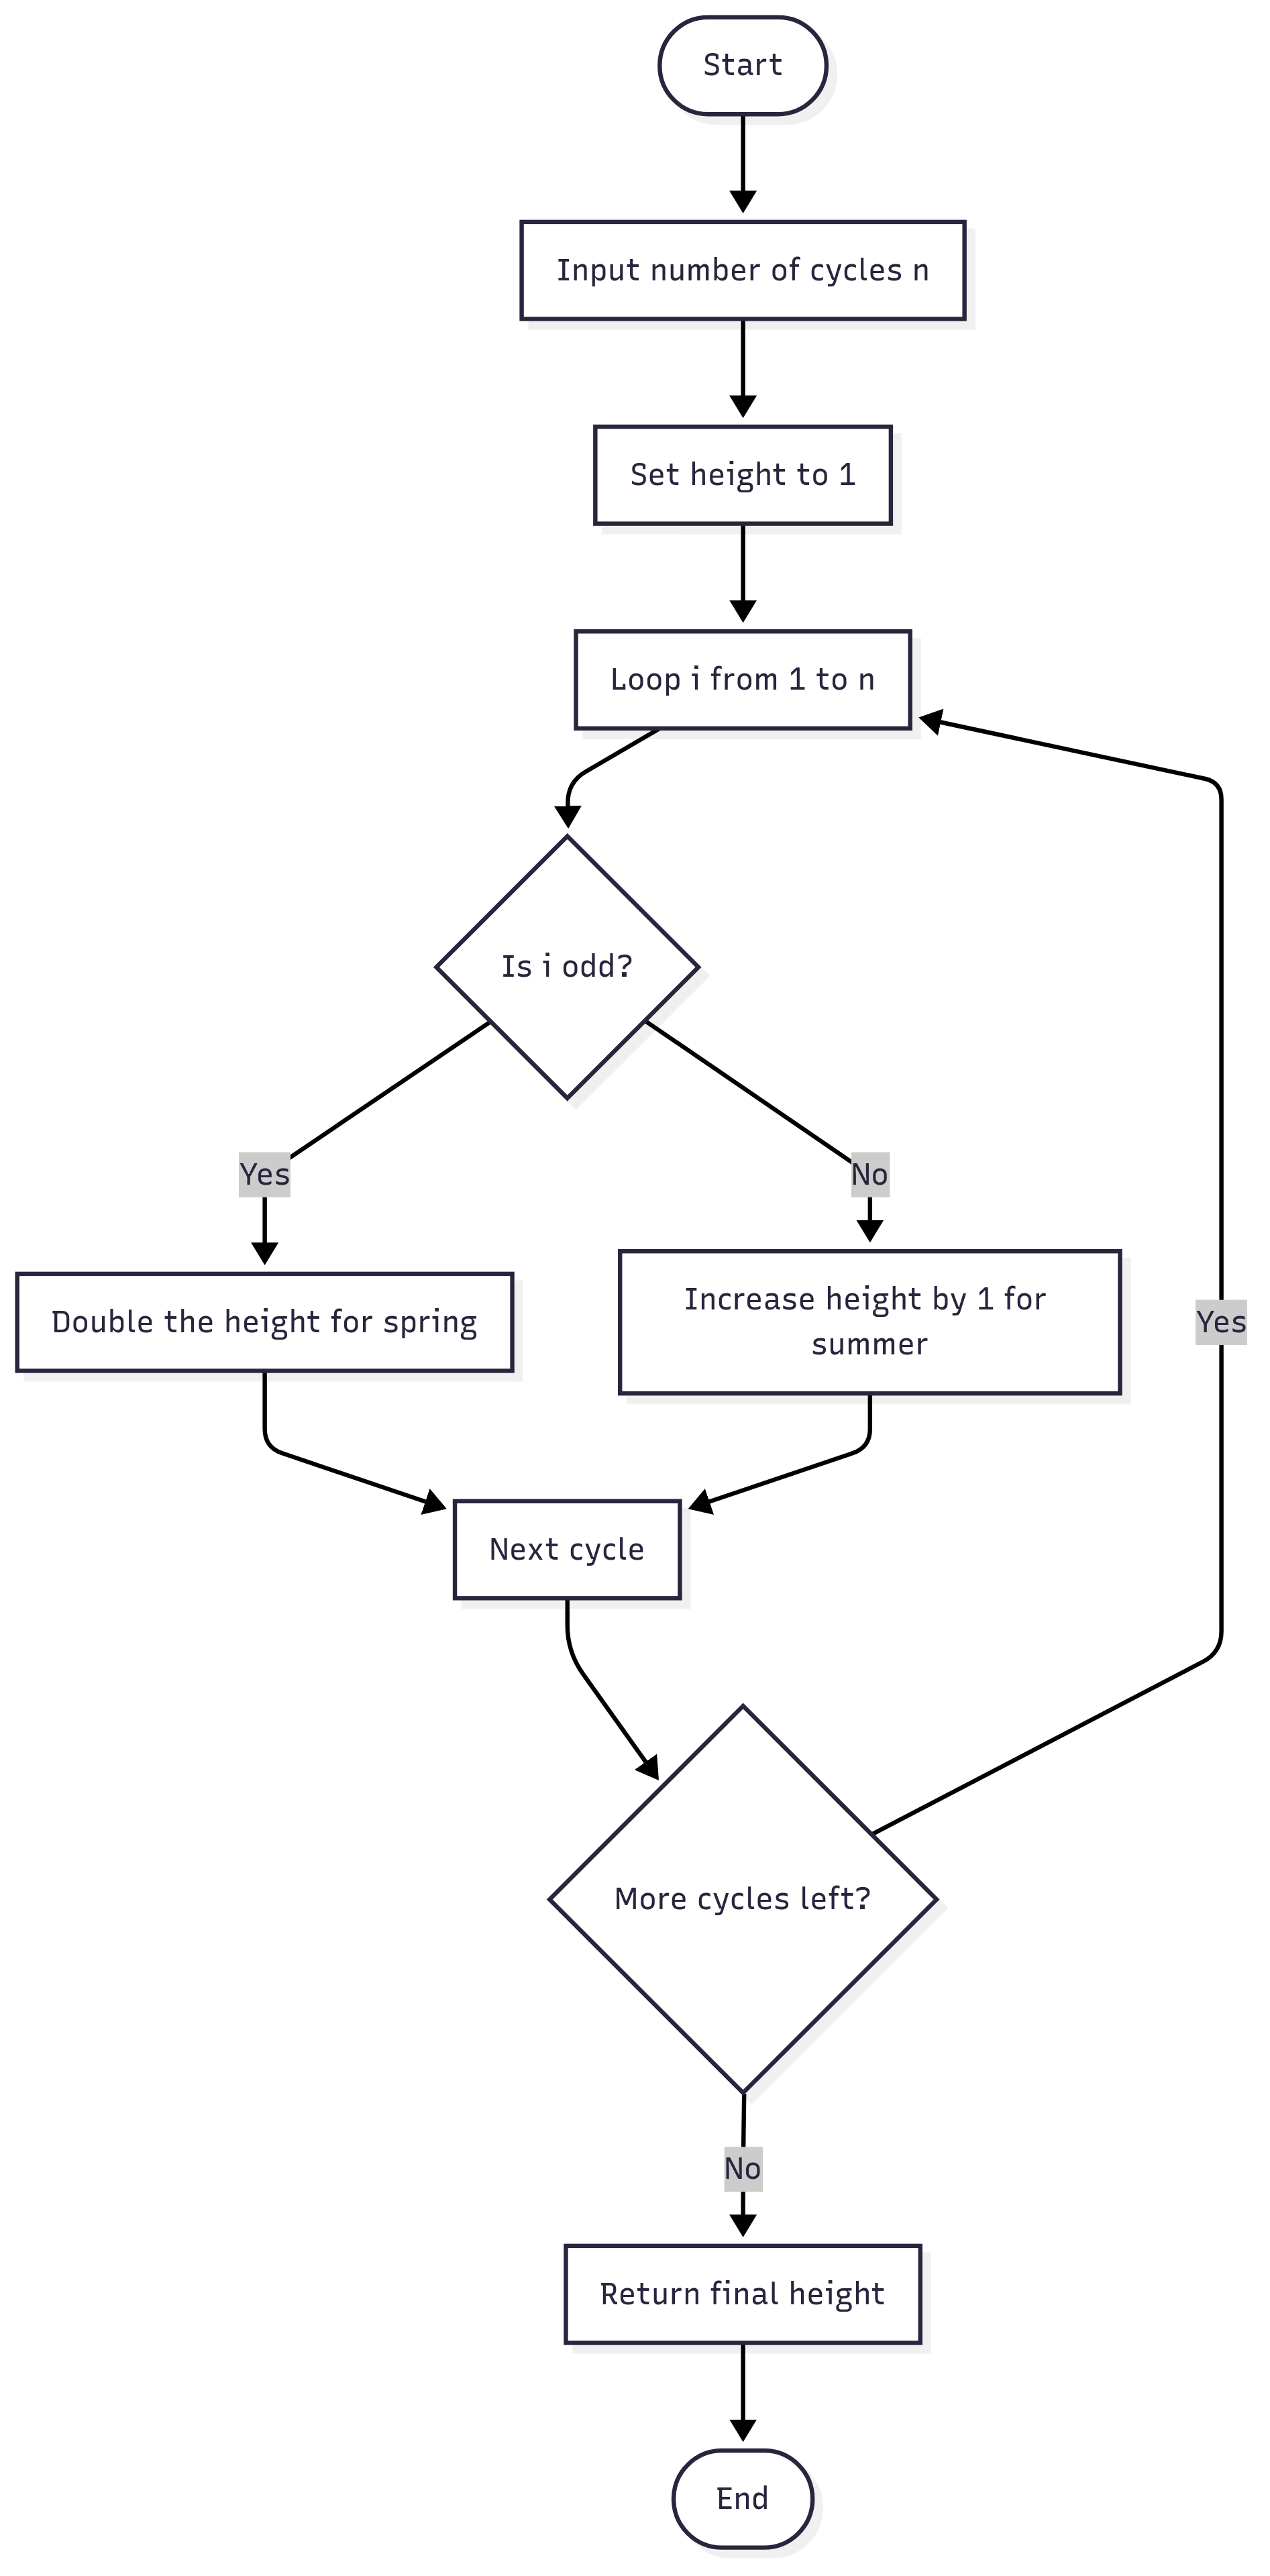 Start
Input number of cycles n
Set height to 1
Loop i from 1 to n
Is i odd?
Yes
No
Double the height for spring
Increase height by 1 for
summer
Yes
Next cycle
More cycles left?
No
Return final height
End